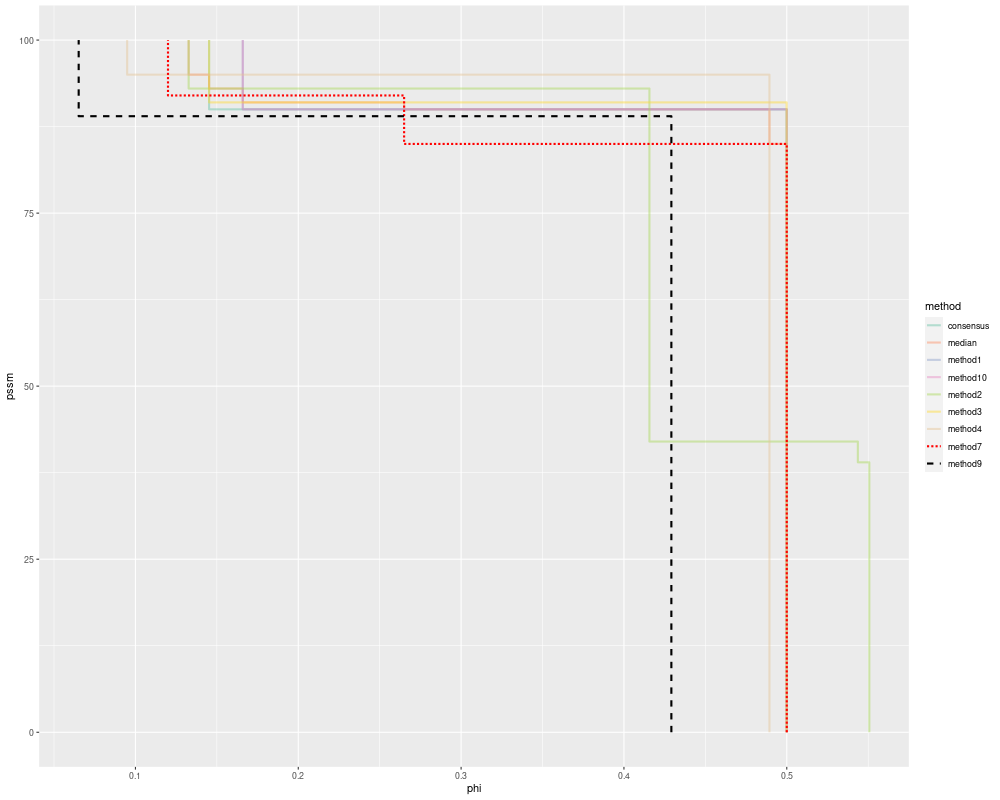 100
75
50
25
0
pssm
0.1 0.2 0.3 0.4 0.5
phi
method
consensus
median
method1
method10
method2
method3
method4
method7
method9